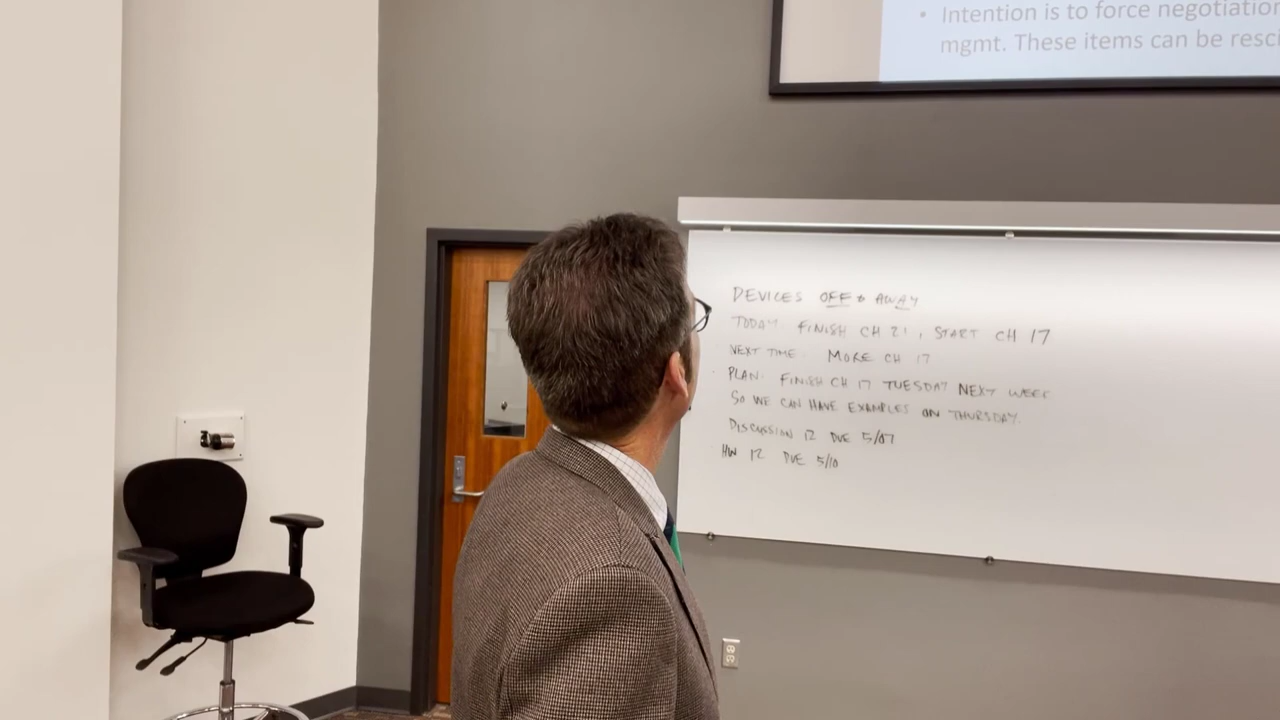 • Intention is to force negotiation
mgmt. These items can be resci
DEVICES OFF & AWAY
TODAY FINISH CH 21, START CH 17
NEXT TIME: MORE CH 17
PLAN: FINISH CH 17 TUESDAY NEXT WEEK
SO WE CAN HAVE EXAMPLES ON THURSDAY.
DISCUSSION 12 DUE 5/07
HW 12 DUE 5/10